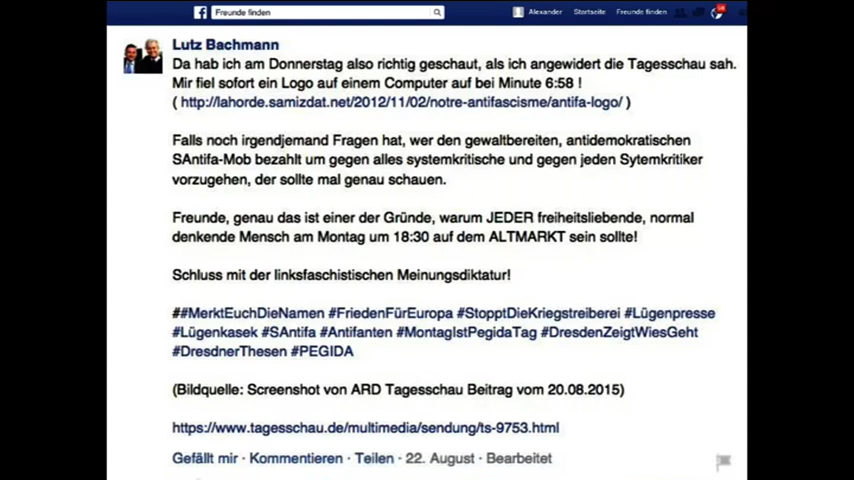 Freunde finden
Alexander Startseite Freunde finden
Lutz Bachmann
Da hab ich am Donnerstag also richtig geschaut, als ich angewidert die Tagesschau sah.
Mir fiel sofort ein Logo auf einem Computer auf bei Minute 6:58 !
( http://lahorde.samizdat.net/2012/11/02/notre-antifascisme/antifa-logo/ )
Falls noch irgendjemand Fragen hat, wer den gewaltbereiten, antidemokratischen
SAntifa-Mob bezahlt um gegen alles systemkritische und gegen jeden Sytemkritiker
vorzugehen, der sollte mal genau schauen.
Freunde, genau das ist einer der Gründe, warum JEDER freiheitsliebende, normal
denkende Mensch am Montag um 18:30 auf dem ALTMARKT sein sollte!
Schluss mit der linksfaschistischen Meinungsdiktatur!
##MerktEuchDieNamen #FriedenFürEuropa #StopptDieKriegstreiberei #Lügenpresse
#Lügenkasek #SAntifa #Antifanten #MontagIstPegidaTag #DresdenZeigtWiesGeht
#DresdnerThesen #PEGIDA
(Bildquelle: Screenshot von ARD Tagesschau Beitrag vom 20.08.2015)
https://www.tagesschau.de/multimedia/sendung/ts-9753.html
Gefällt mir · Kommentieren · Teilen · 22. August · Bearbeitet